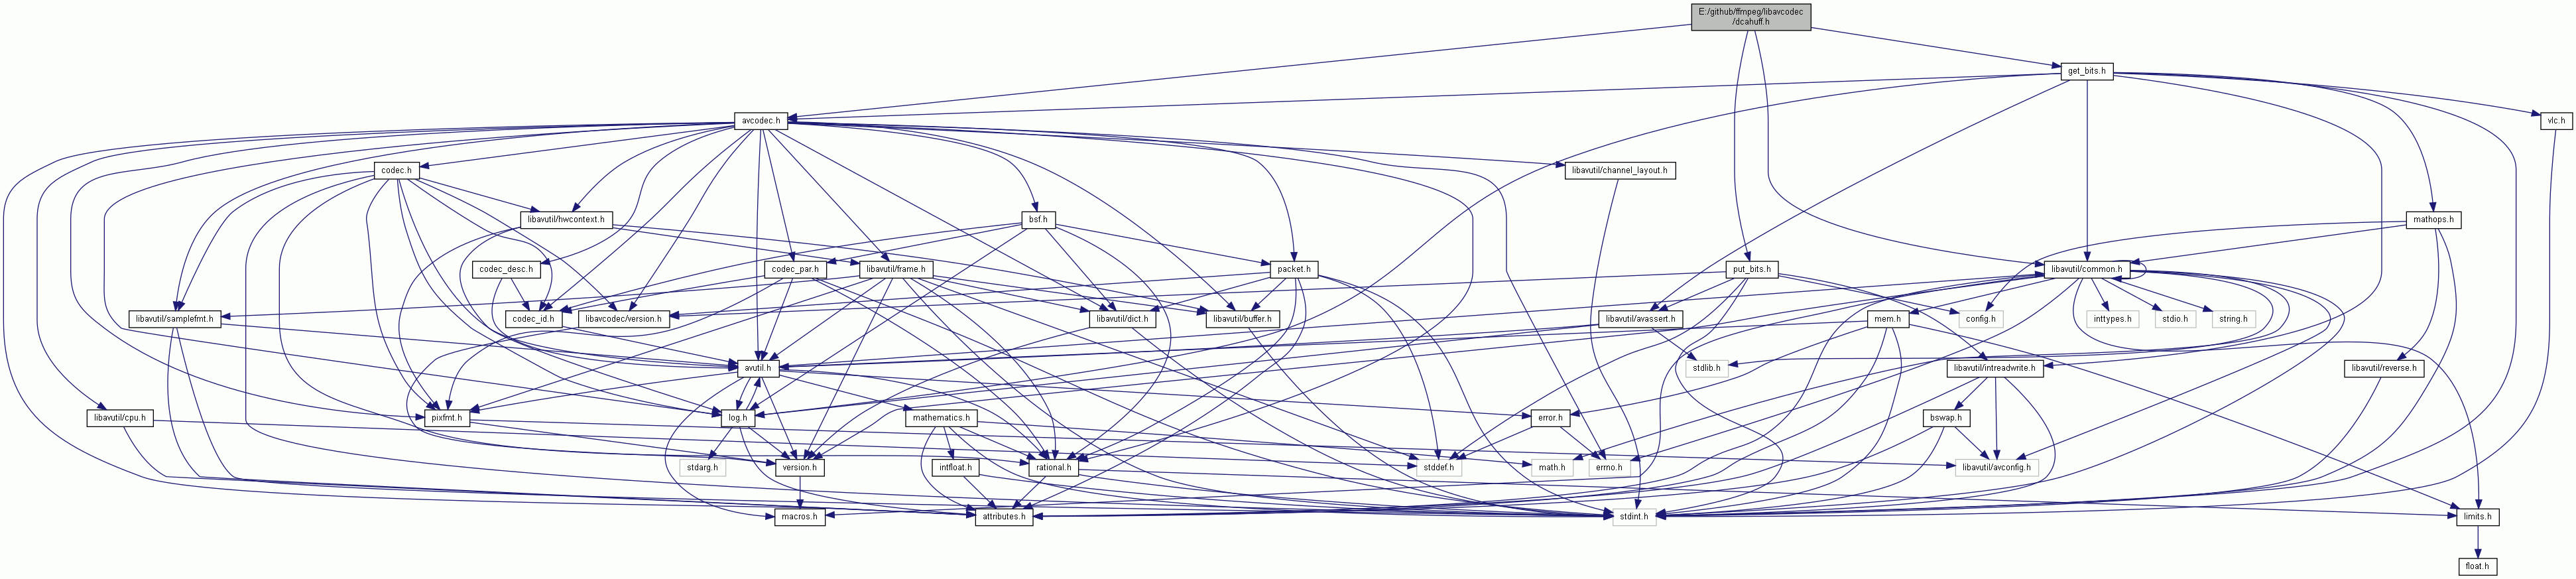 E:/github/ffmpeg/libavcodec
/dcahuff.h
get_bits.h
avcodec.h
vlc.h
codec.h
libavutil/channel_layout.h
libavutil/hwcontext.h
bsf.h
mathops.h
codec_desc.h
codec_par.h
libavutil/frame.h
packet.h
put_bits.h
libavutil/common.h
libavutil/samplefmt.h
codec_id.h
libavcodec/version.h
libavutil/dict.h
libavutil/buffer.h
libavutil/avassert.h
mem.h
config.h
inttypes.h
stdio.h
string.h
avutil.h
stdlib.h
libavutil/intreadwrite.h
libavutil/reverse.h
libavutil/cpu.h
pixfmt.h
log.h
mathematics.h
error.h
bswap.h
stdarg.h
version.h
intfloat.h
rational.h
stddef.h
math.h
errno.h
libavutil/avconfig.h
macros.h
attributes.h
stdint.h
limits.h
float.h